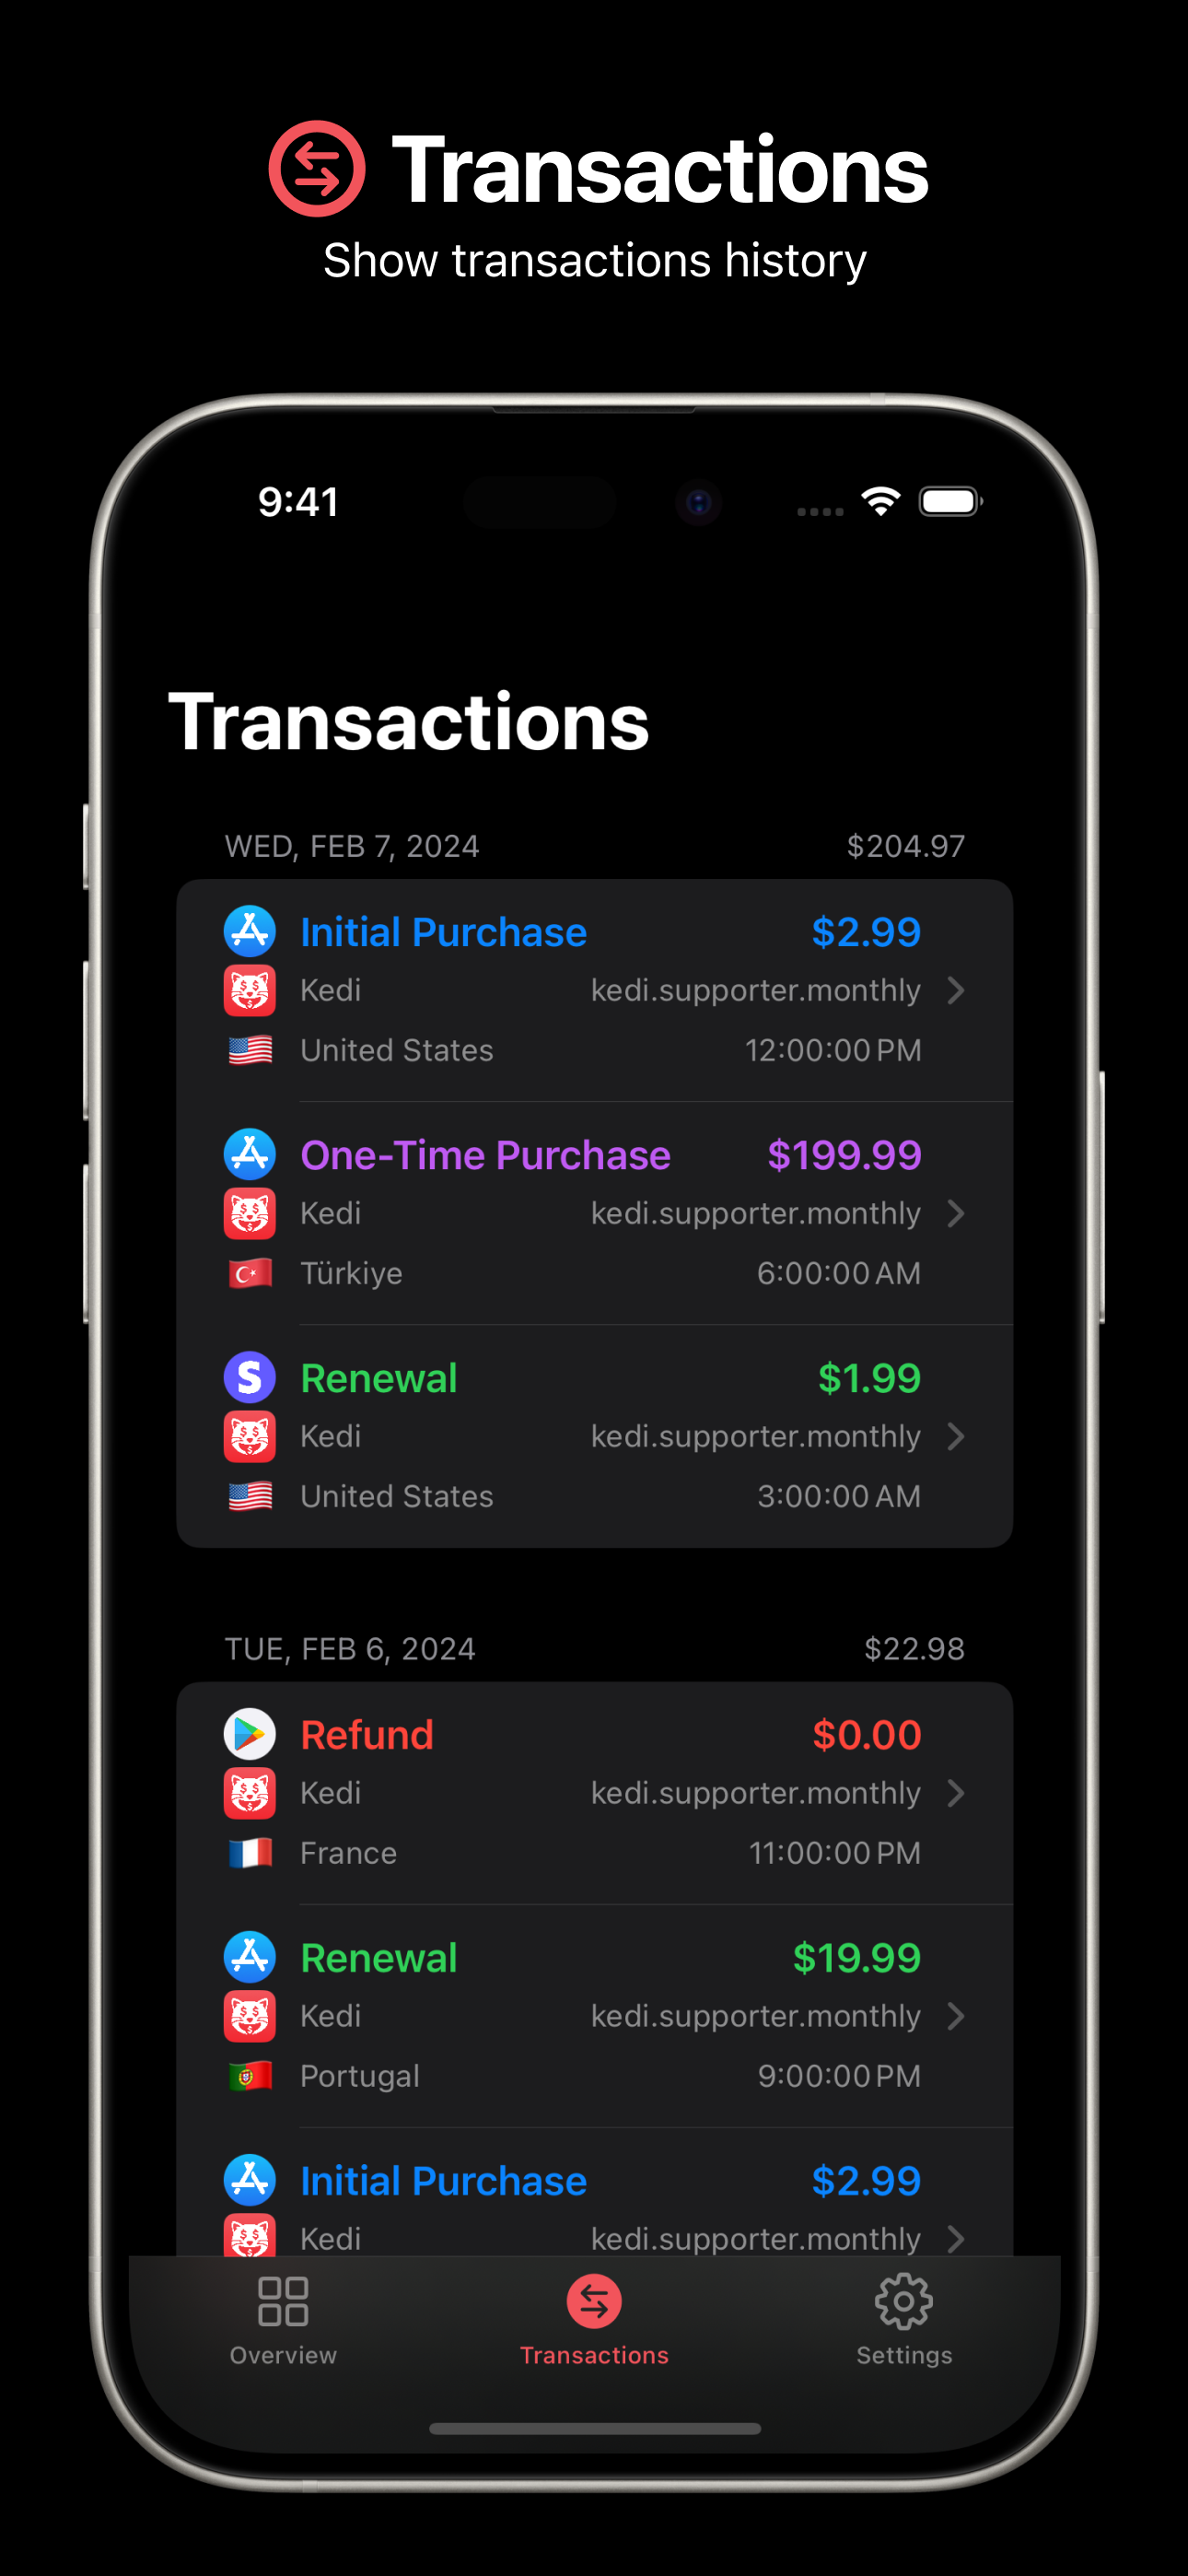 Transactions
Show transactions history
9:41
Transactions
WED, FEB 7, 2024 $204.97
Initial Purchase $2.99
Kedi kedi.supporter.monthly
United States 12:00:00 PM
One-Time Purchase $199.99
Kedi kedi.supporter.monthly
Türkiye 6:00:00 AM
S Renewal $1.99
Kedi kedi.supporter.monthly
United States 3:00:00 AM
TUE, FEB 6, 2024 $22.98
Refund $0.00
Kedi kedi.supporter.monthly
France 11:00:00 PM
Renewal $19.99
Kedi kedi.supporter.monthly
Portugal 9:00:00 PM
Initial Purchase $2.99
Kedi kedi.supporter.monthly
Overview Transactions Settings